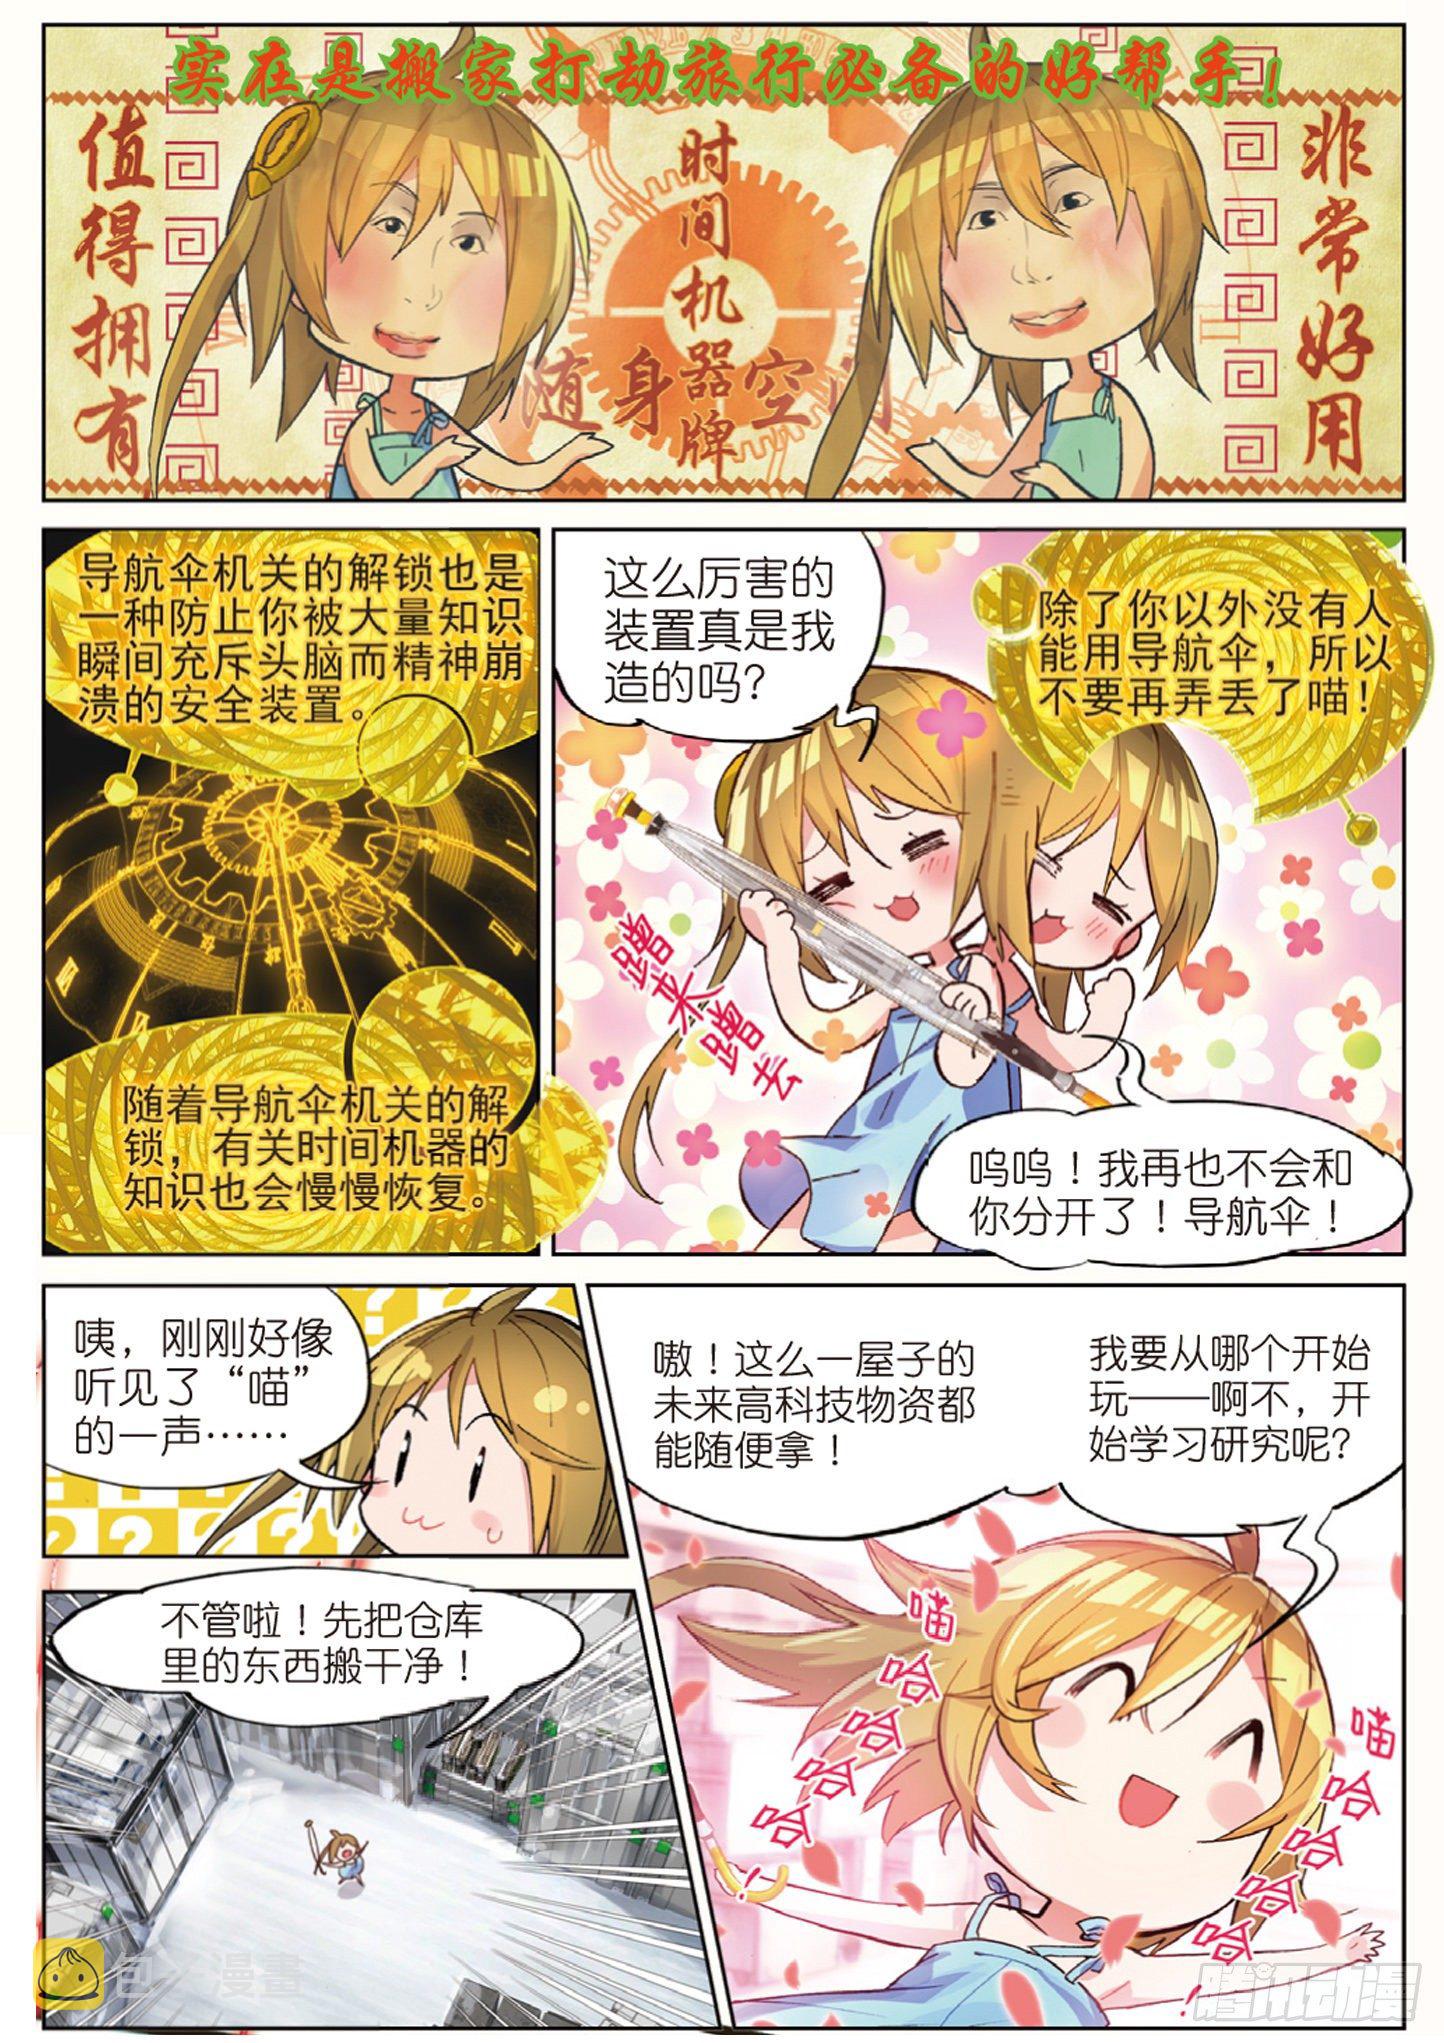 实在是搬家打劫旅行必备的好帮手！
值得拥有
时间机器牌
随身空门
非常好用
导航伞机关的解锁也是
一种防止你被大量知识
瞬间充斥头脑而精神崩
溃的安全装置。
随着导航伞机关的解
锁，有关时间机器的
知识也会慢慢恢复。
这么厉害的
装置真是我
造的吗？
除了你以外没有人
能用导航伞，所以
不要再弄丢了喵！
蹭来蹭去
呜呜！我再也不会和
你分开了！导航伞！
咦，刚刚好像
听见了“喵”
的一声……
嗷！这么一屋子的
未来高科技物资都
能随便拿！
我要从哪个开始
玩——啊不，开
始学习研究呢？
喵哈哈哈哈！
喵哈哈哈哈！
不管啦！先把仓库
里的东西搬干净！
包子漫畫
腾讯动漫